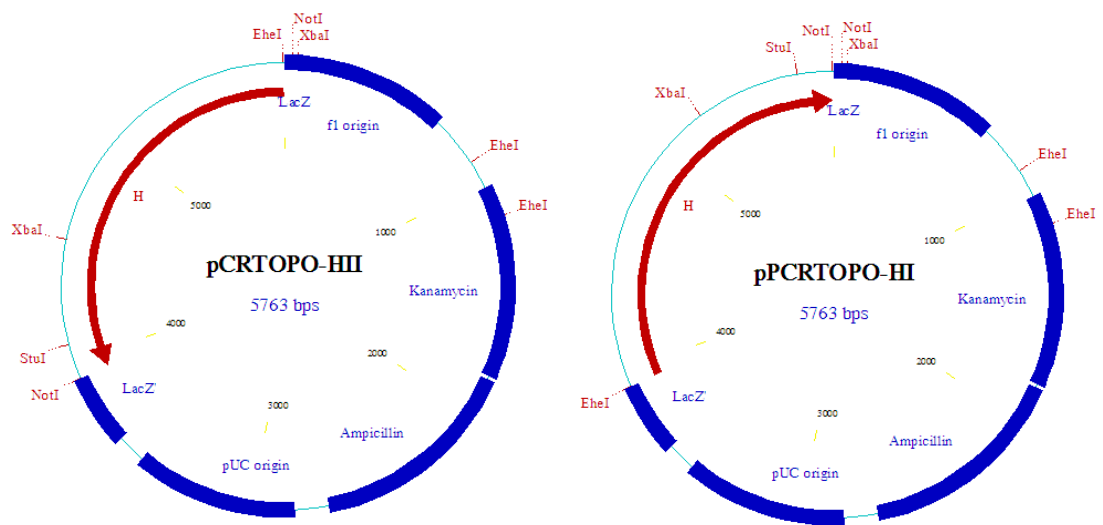 NotI
EheI
XbaI
LacZ
f1 origin
EheI
EheI
H
5000
1000
XbaI
pCRTOPO-HII
5763 bps
Kanamycin
4000
StuI
2000
NotI
LacZ'
3000
Ampicillin
pUC origin
NotI
NotI
XbaI
StuI
XbaI
LacZ
f1 origin
EheI
EheI
H
5000
1000
pPCRTOPO-HI
5763 bps
Kanamycin
4000
2000
EheI
LacZ'
3000
Ampicillin
pUC origin